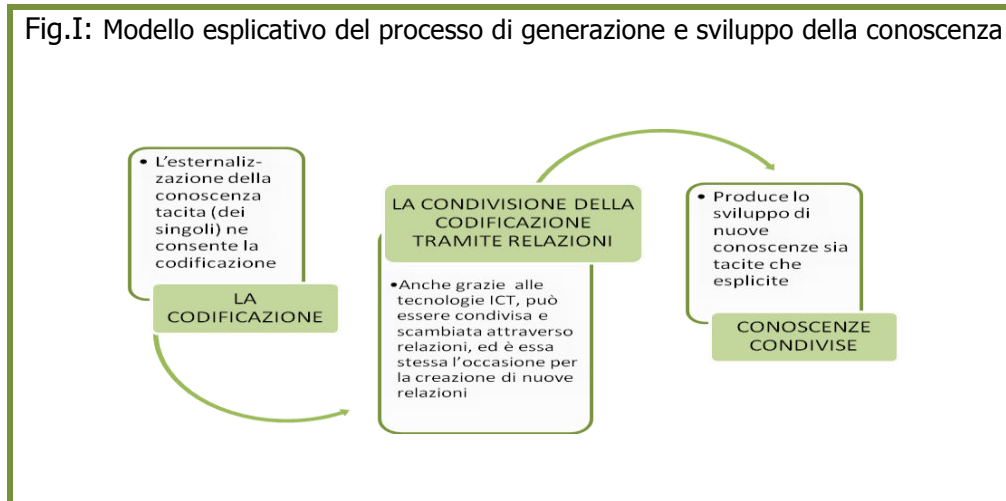 Fig.I: Modello esplicativo del processo di generazione e sviluppo della conoscenza
• L'esternaliz-
zazione della
conoscenza
tacita (dei
singoli) ne
consente la
codificazione
LA
CODIFICAZIONE
LA CONDIVISIONE DELLA
CODIFICAZIONE
TRAMITE RELAZIONI
•Anche grazie alle
tecnologie ICT, può
essere condivisa e
scambiata attraverso
relazioni, ed è essa
stessa l'occasione per
la creazione di nuove
relazioni
• Produce lo
sviluppo di
nuove
conoscenze sia
tacite che
esplicite
CONOSCENZE
CONDIVISE